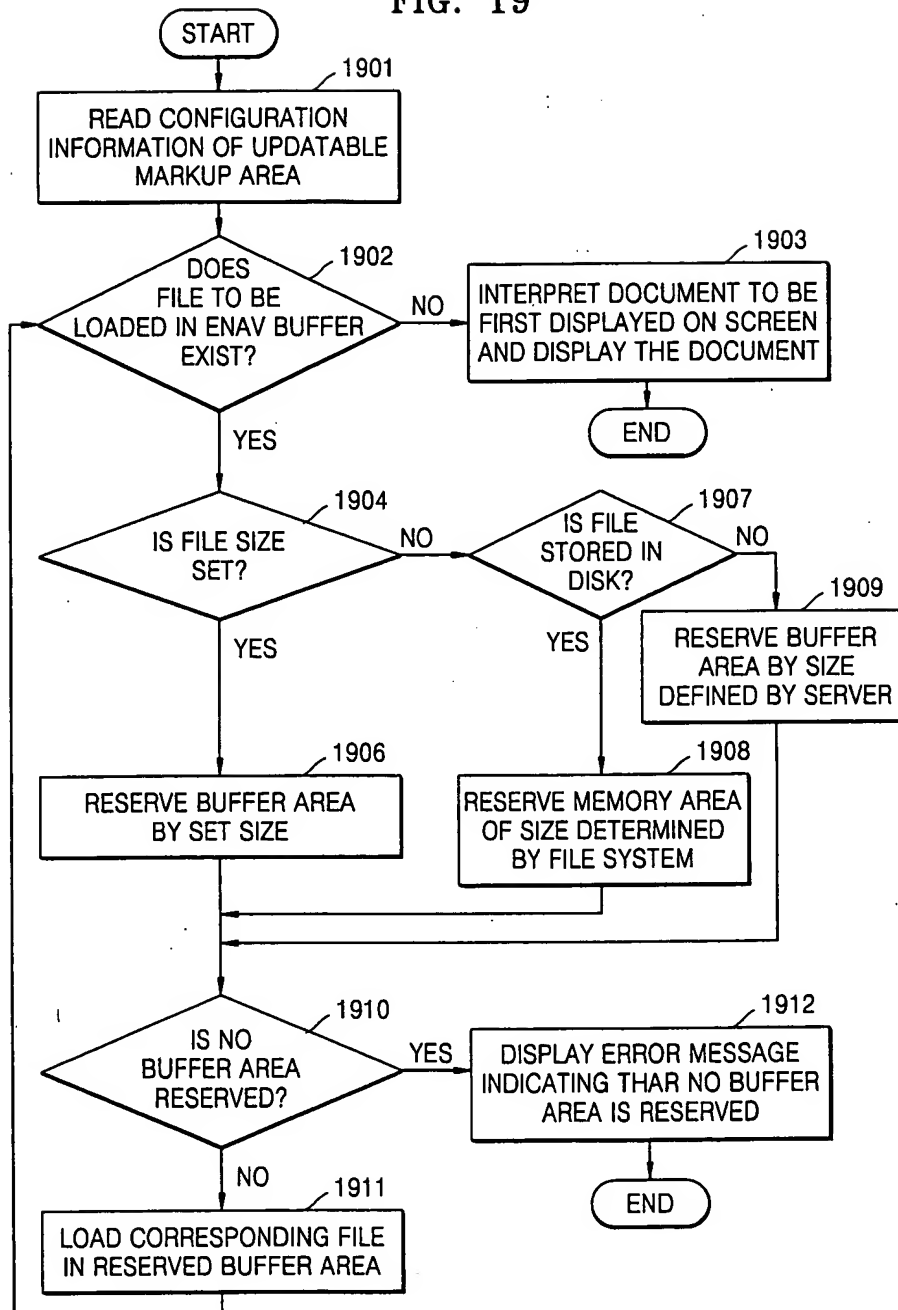 FIG. 19
START
1901
READ CONFIGURATION
INFORMATION OF UPDATABLE
MARKUP AREA
1902
DOES
FILE TO BE
LOADED IN ENAV BUFFER
EXIST?
NO
1903
INTERPRET DOCUMENT TO BE
FIRST DISPLAYED ON SCREEN
AND DISPLAY THE DOCUMENT
END
YES
1904
IS FILE SIZE
SET?
NO
1907
IS FILE
STORED IN
DISK?
NO
1909
RESERVE BUFFER
AREA BY SIZE
DEFINED BY SERVER
YES
YES
1906
RESERVE BUFFER AREA
BY SET SIZE
1908
RESERVE MEMORY AREA
OF SIZE DETERMINED
BY FILE SYSTEM
1910
IS NO
BUFFER AREA
RESERVED?
YES
1912
DISPLAY ERROR MESSAGE
INDICATING THAR NO BUFFER
AREA IS RESERVED
END
NO
1911
LOAD CORRESPONDING FILE
IN RESERVED BUFFER AREA